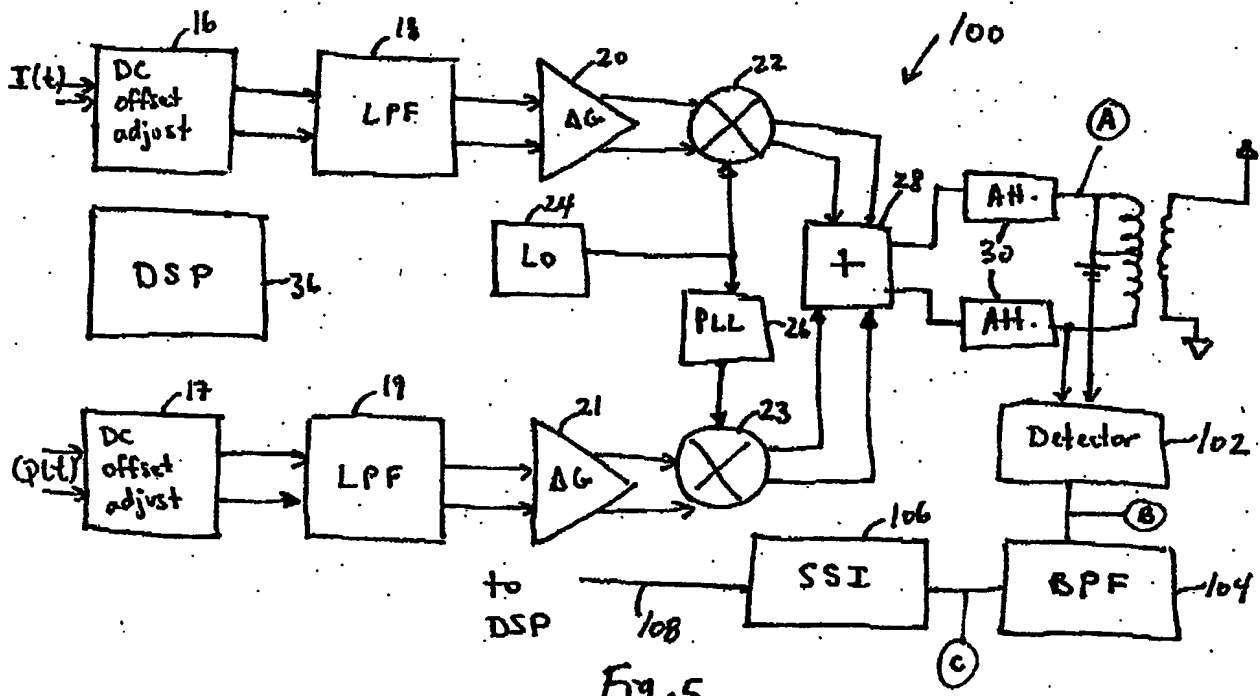 100
16
18
20
22
I(t)
DC
offset
adjust
LPF
ΔG
A
28
24
LO
+
Att.
30
Att.
DSP
36
PLL
26
17
19
21
23
Q(t)
DC
offset
adjust
LPF
ΔG
Detector
102
B
106
SSI
BPF
104
to
DSP
108
C
Fig. 5